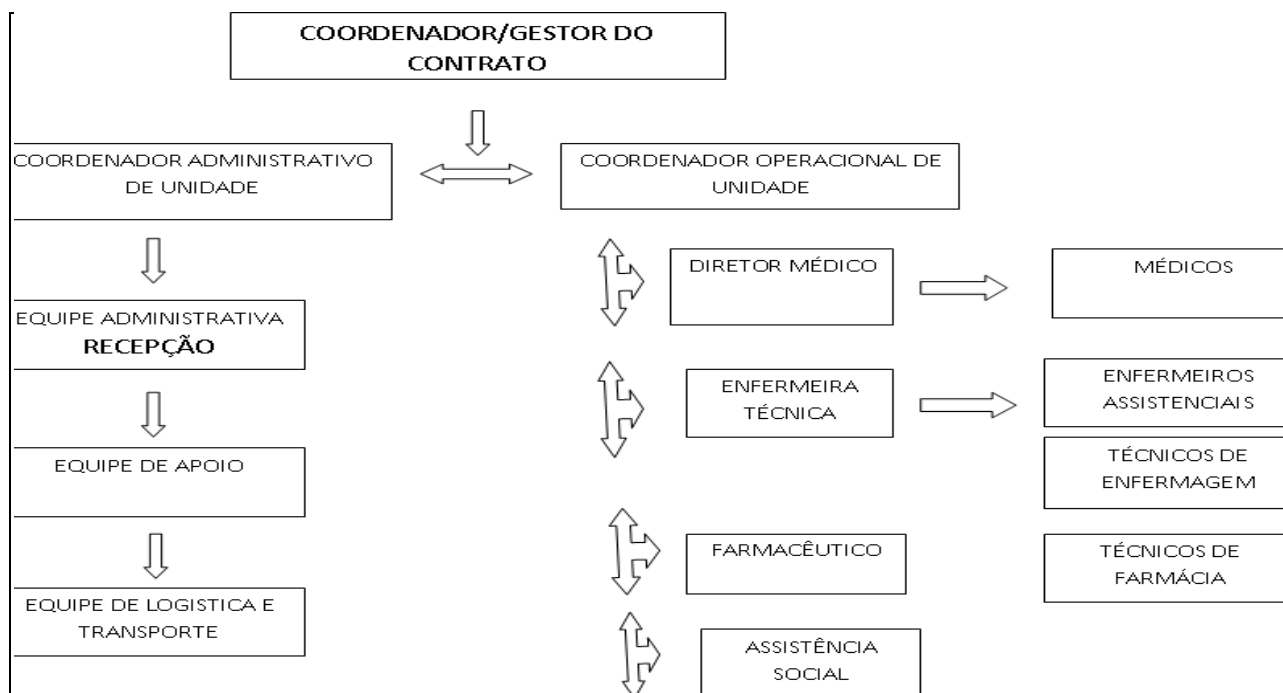 COORDENADOR/GESTOR DO
CONTRATO
COORDENADOR ADMINISTRATIVO
DE UNIDADE
COORDENADOR OPERACIONAL DE
UNIDADE
DIRETOR MÉDICO
MÉDICOS
EQUIPE ADMINISTRATIVA
RECEPÇÃO
ENFERMEIRA
TÉCNICA
ENFERMEIROS
ASSISTENCIAIS
EQUIPE DE APOIO
TÉCNICOS DE
ENFERMAGEM
FARMACÊUTICO
TÉCNICOS DE
FARMÁCIA
EQUIPE DE LOGISTICA E
TRANSPORTE
ASSISTÊNCIA
SOCIAL